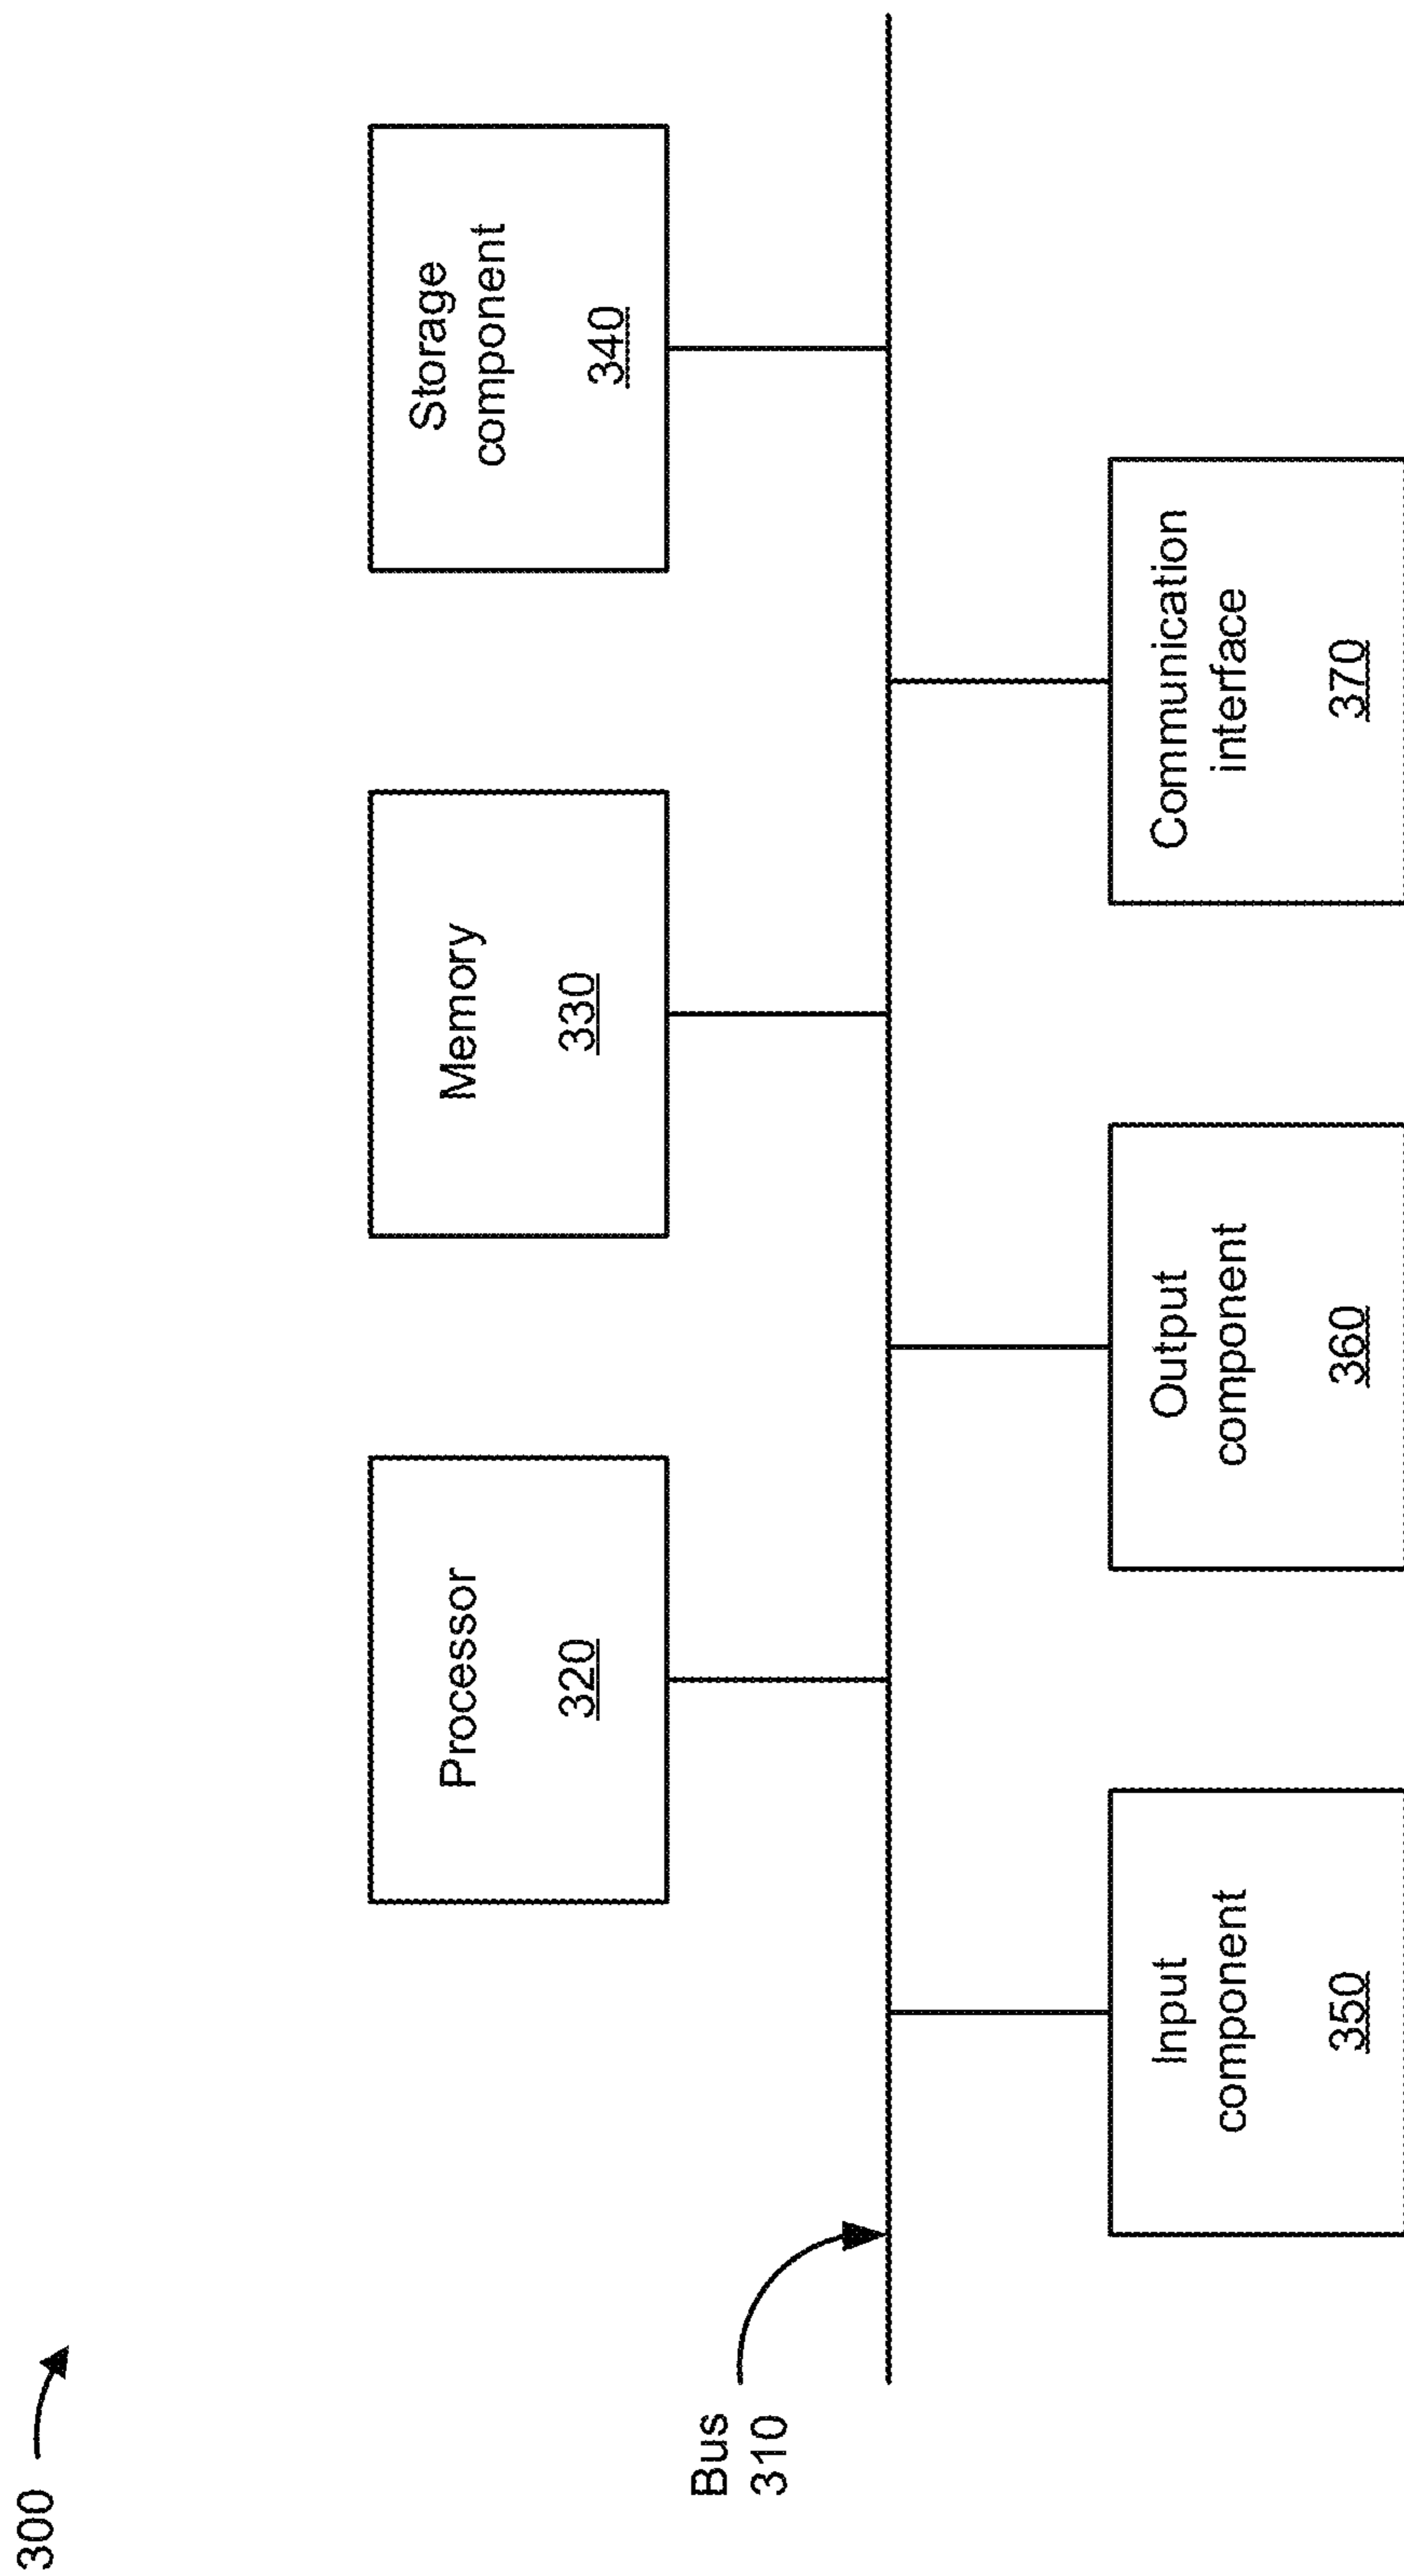 300
Bus
310
Processor
320
Memory
330
Storage
component
340
Input
component
350
Output
component
360
Communication
interface
370